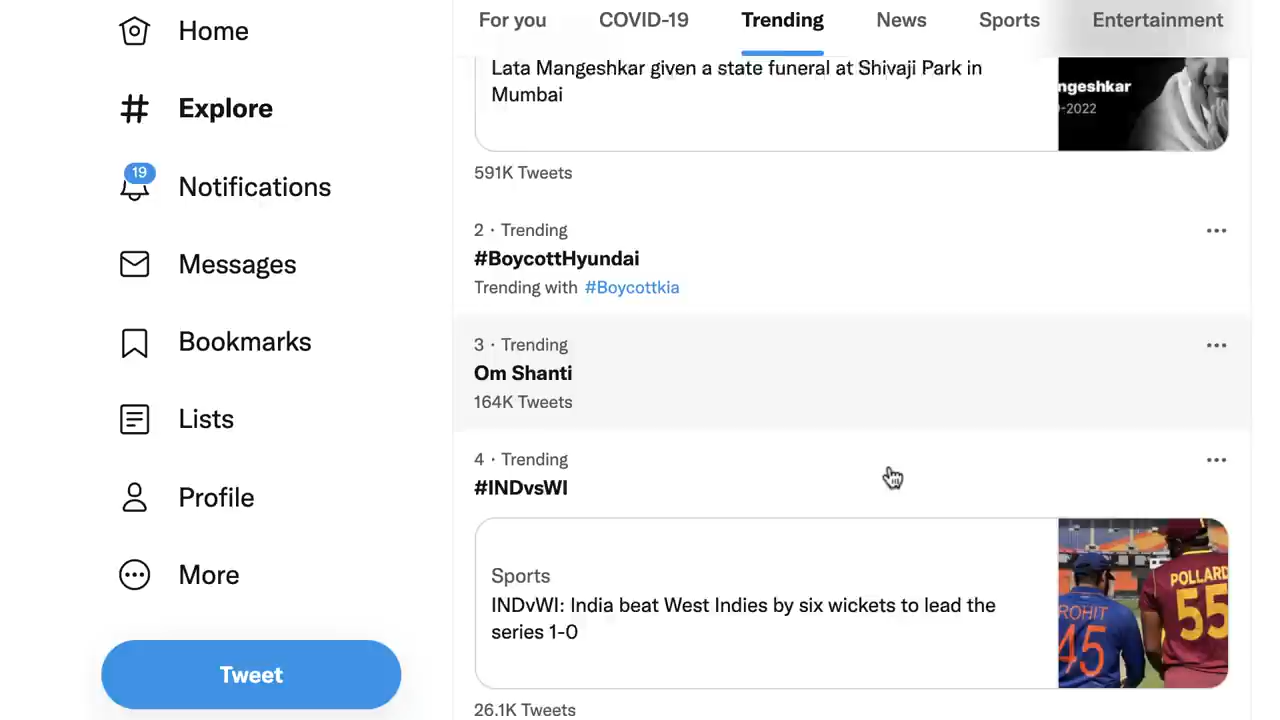 Home
Explore
19
Notifications
Messages
Bookmarks
Lists
Profile
More
Tweet
For you COVID-19 Trending News Sports Entertainment
Lata Mangeshkar given a state funeral at Shivaji Park in
Mumbai
ngeshkar
-2022
591K Tweets
2 · Trending
#BoycottHyundai
Trending with #Boycottkia
3 · Trending
Om Shanti
164K Tweets
4 · Trending
#INDvsWI
Sports
INDvWI: India beat West Indies by six wickets to lead the
series 1-0
ROHIT
45
POLLARD
55
26.1K Tweets